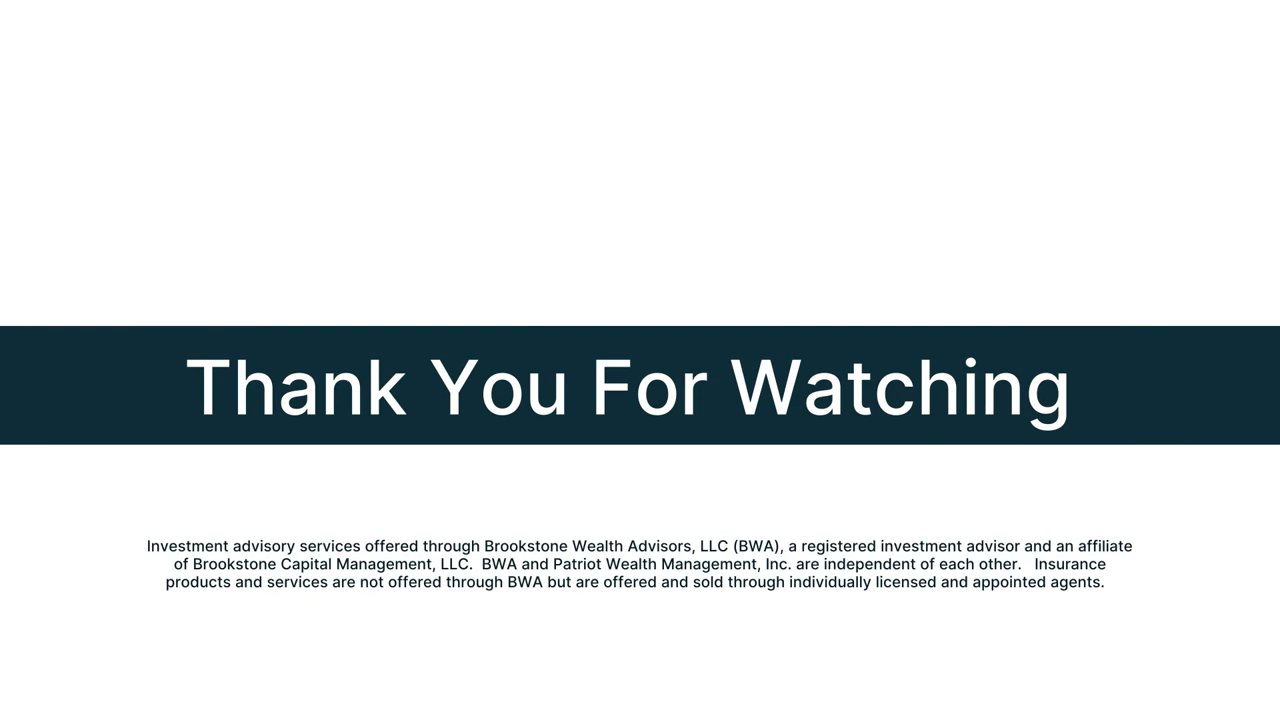 Thank You For Watching
Investment advisory services offered through Brookstone Wealth Advisors, LLC (BWA), a registered investment advisor and an affiliate
of Brookstone Capital Management, LLC.  BWA and Patriot Wealth Management, Inc. are independent of each other.   Insurance
products and services are not offered through BWA but are offered and sold through individually licensed and appointed agents.